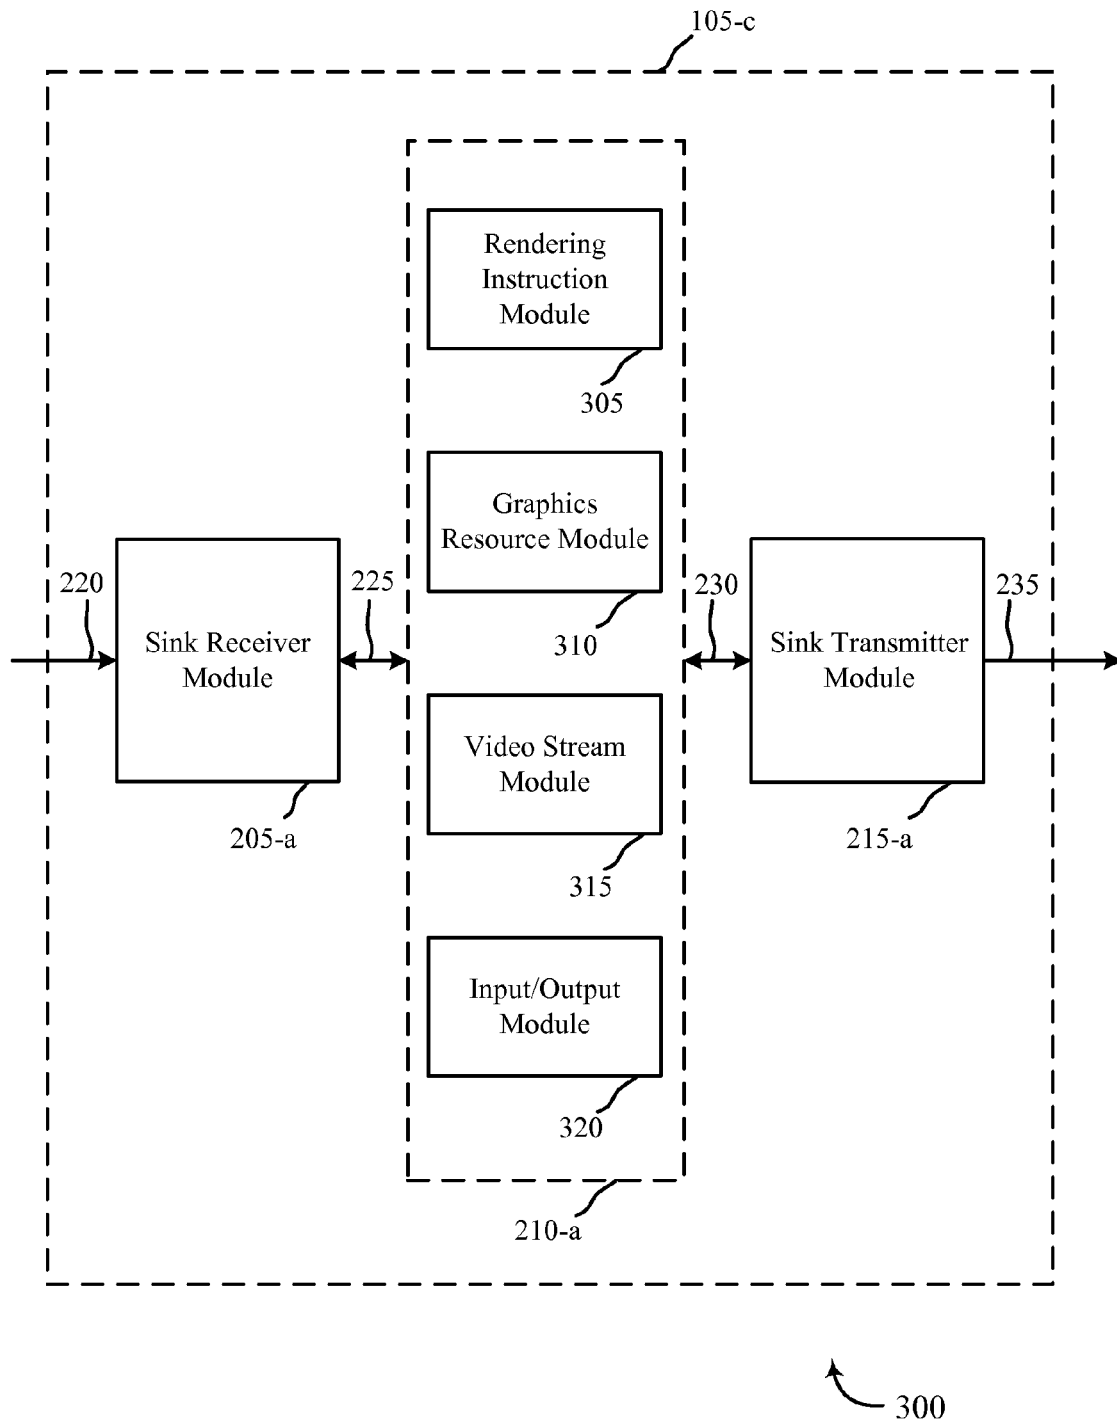 105-c
Rendering
Instruction
Module
305
Graphics
Resource Module
310
220
Sink Receiver
Module
205-a
225
230
Sink Transmitter
Module
215-a
235
Video Stream
Module
315
Input/Output
Module
320
210-a
300